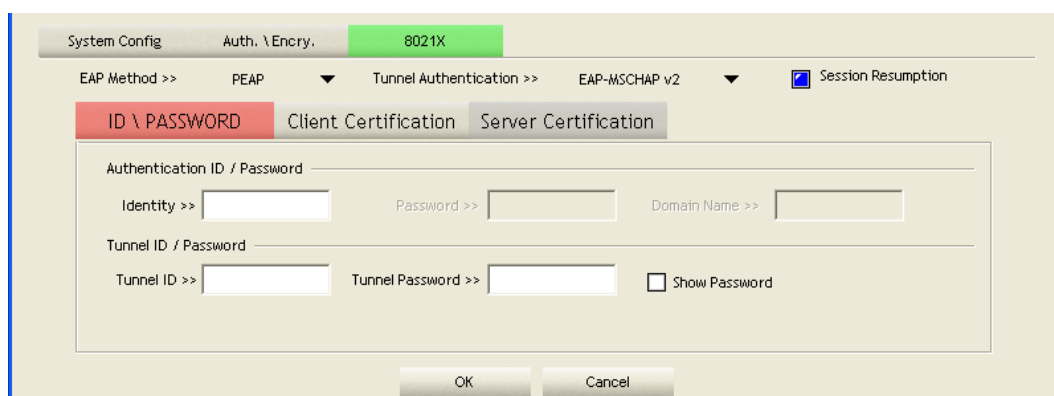 System Config Auth. \ Encry. 8021X
EAP Method >> PEAP Tunnel Authentication >> EAP-MSCHAP v2 Session Resumption
ID \ PASSWORD Client Certification Server Certification
Authentication ID / Password
Identity >> Password >> Domain Name >>
Tunnel ID / Password
Tunnel ID >> Tunnel Password >> Show Password
OK Cancel